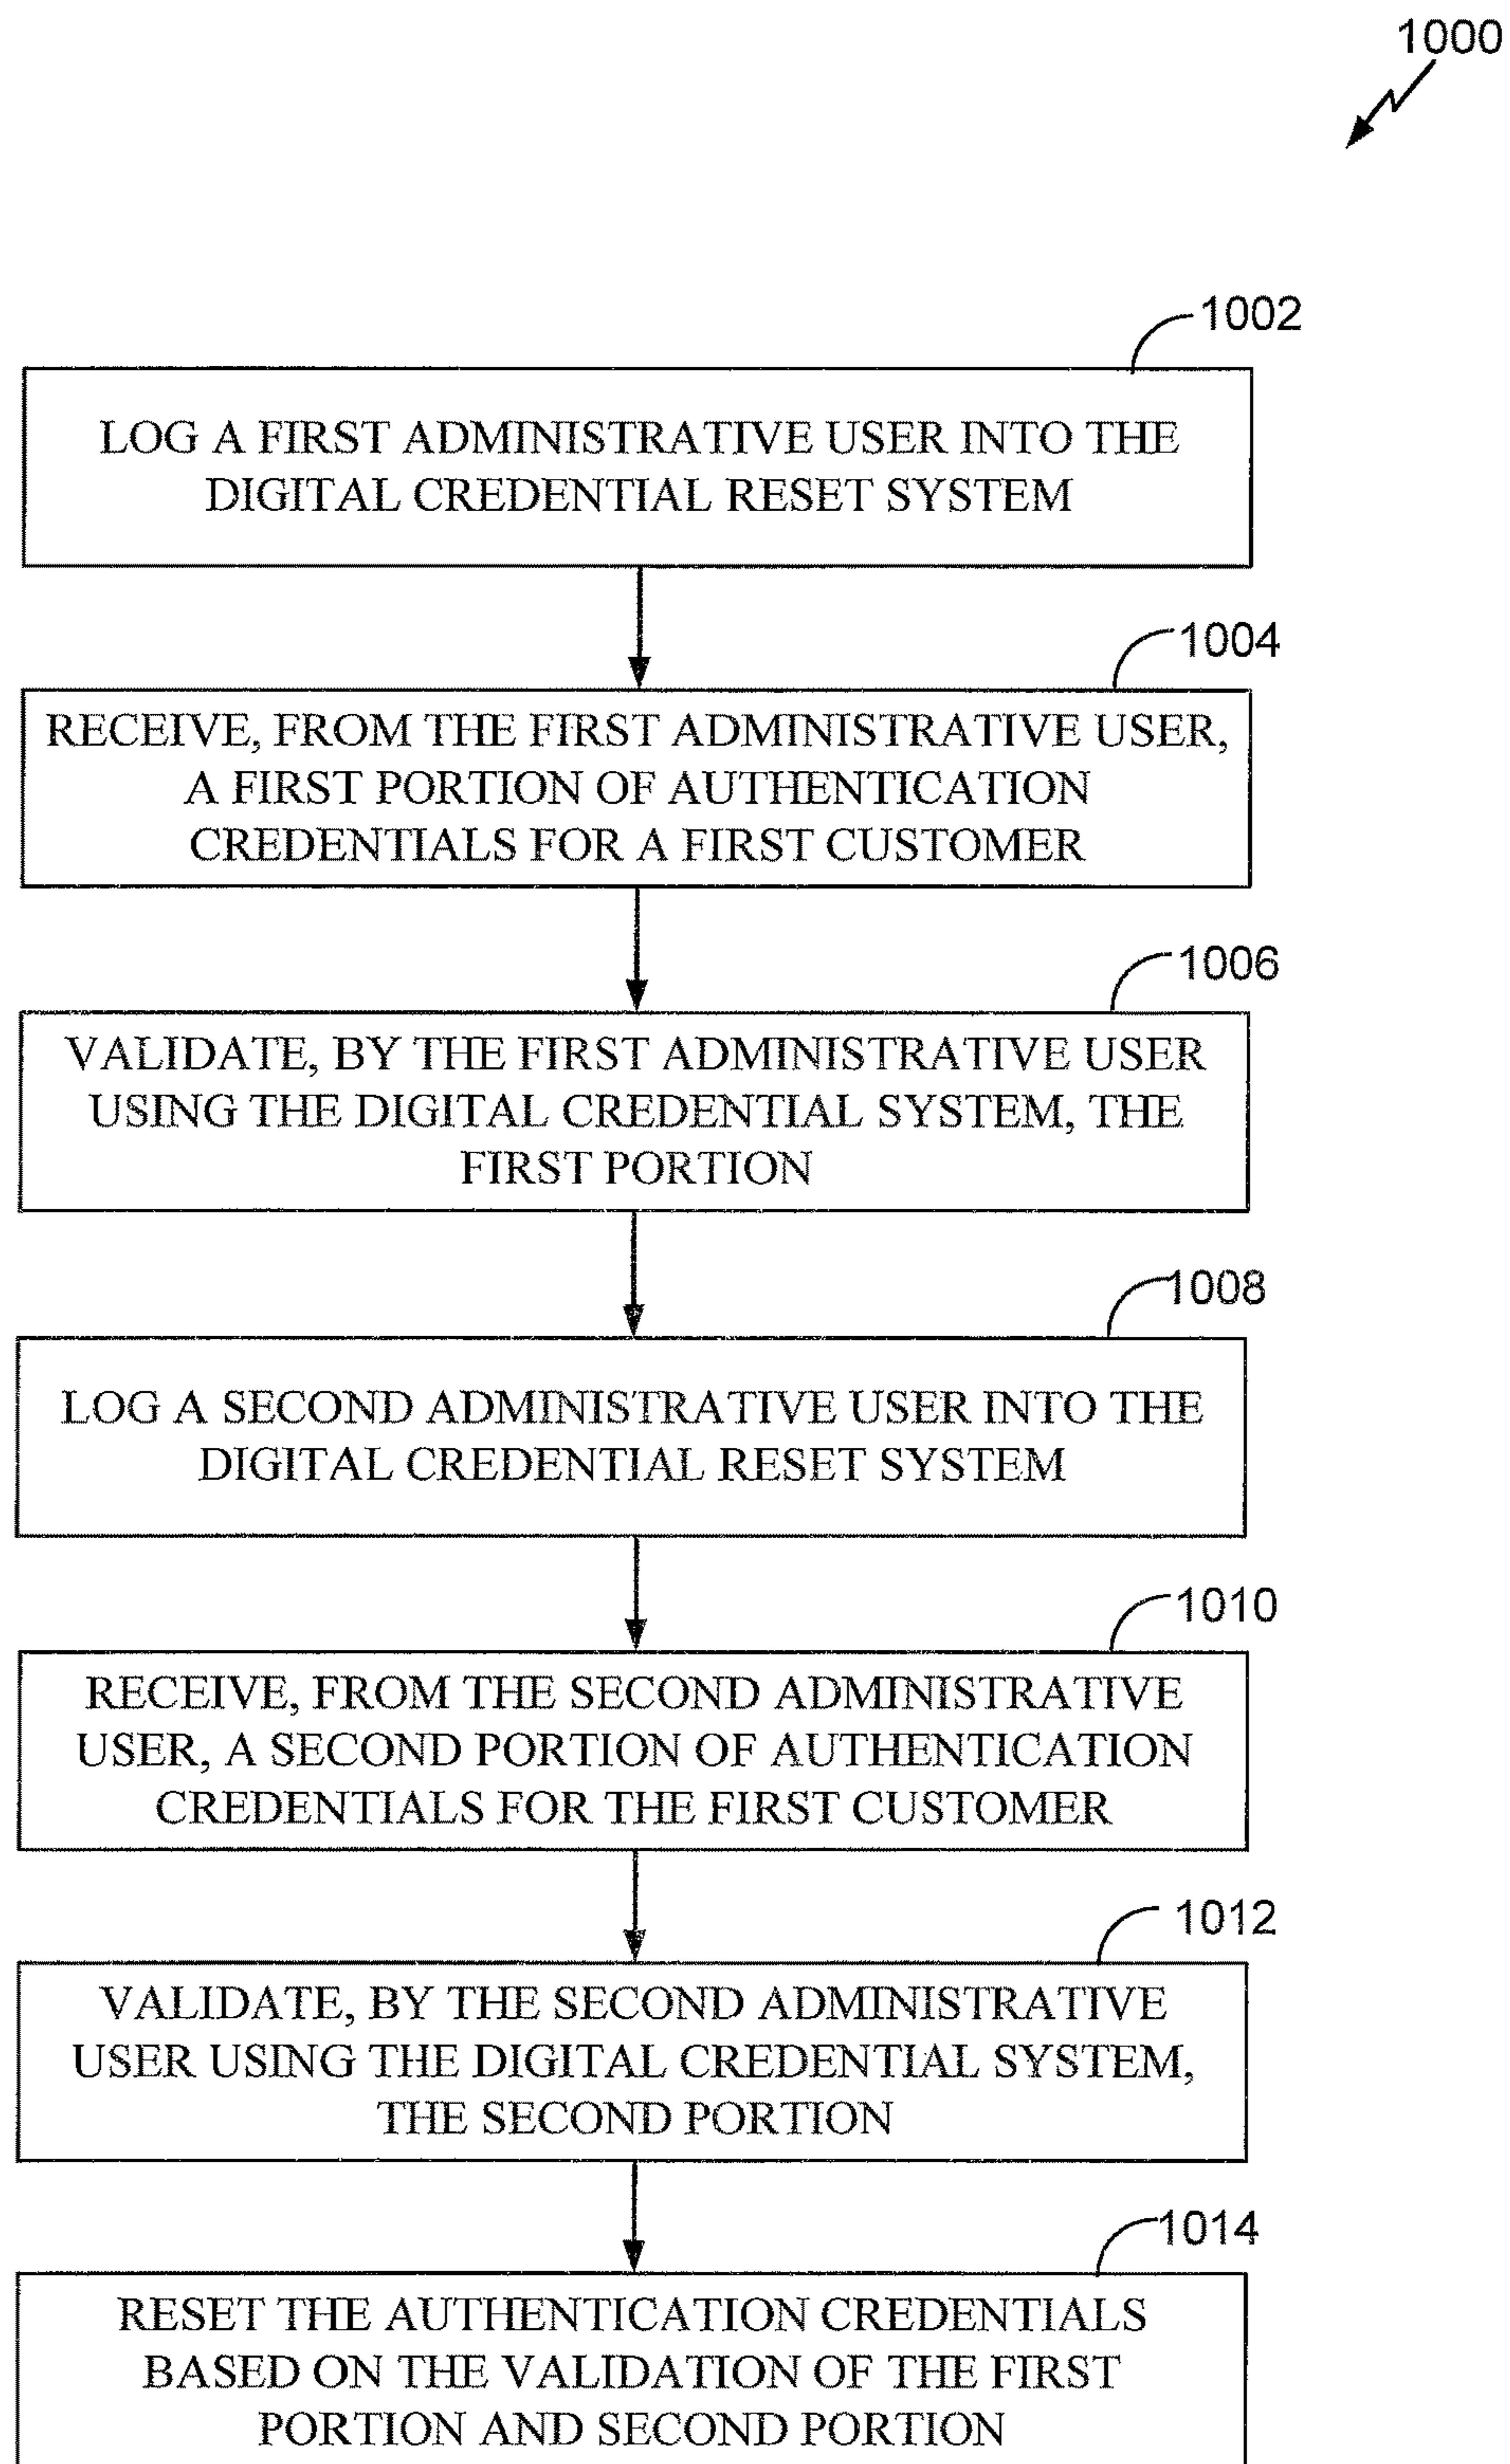 1000
1002
LOG A FIRST ADMINISTRATIVE USER INTO THE
DIGITAL CREDENTIAL RESET SYSTEM
1004
RECEIVE, FROM THE FIRST ADMINISTRATIVE USER,
A FIRST PORTION OF AUTHENTICATION
CREDENTIALS FOR A FIRST CUSTOMER
1006
VALIDATE, BY THE FIRST ADMINISTRATIVE USER
USING THE DIGITAL CREDENTIAL SYSTEM, THE
FIRST PORTION
1008
LOG A SECOND ADMINISTRATIVE USER INTO THE
DIGITAL CREDENTIAL RESET SYSTEM
1010
RECEIVE, FROM THE SECOND ADMINISTRATIVE
USER, A SECOND PORTION OF AUTHENTICATION
CREDENTIALS FOR THE FIRST CUSTOMER
1012
VALIDATE, BY THE SECOND ADMINISTRATIVE
USER USING THE DIGITAL CREDENTIAL SYSTEM,
THE SECOND PORTION
1014
RESET THE AUTHENTICATION CREDENTIALS
BASED ON THE VALIDATION OF THE FIRST
PORTION AND SECOND PORTION